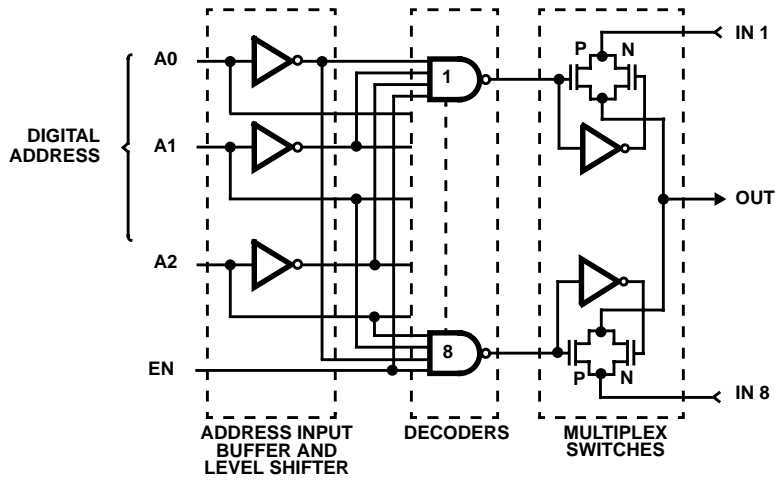 IN 1
P N
A0
1
DIGITAL
ADDRESS
A1
OUT
A2
8
EN
P N
IN 8
ADDRESS INPUT
BUFFER AND
LEVEL SHIFTER
DECODERS
MULTIPLEX
SWITCHES